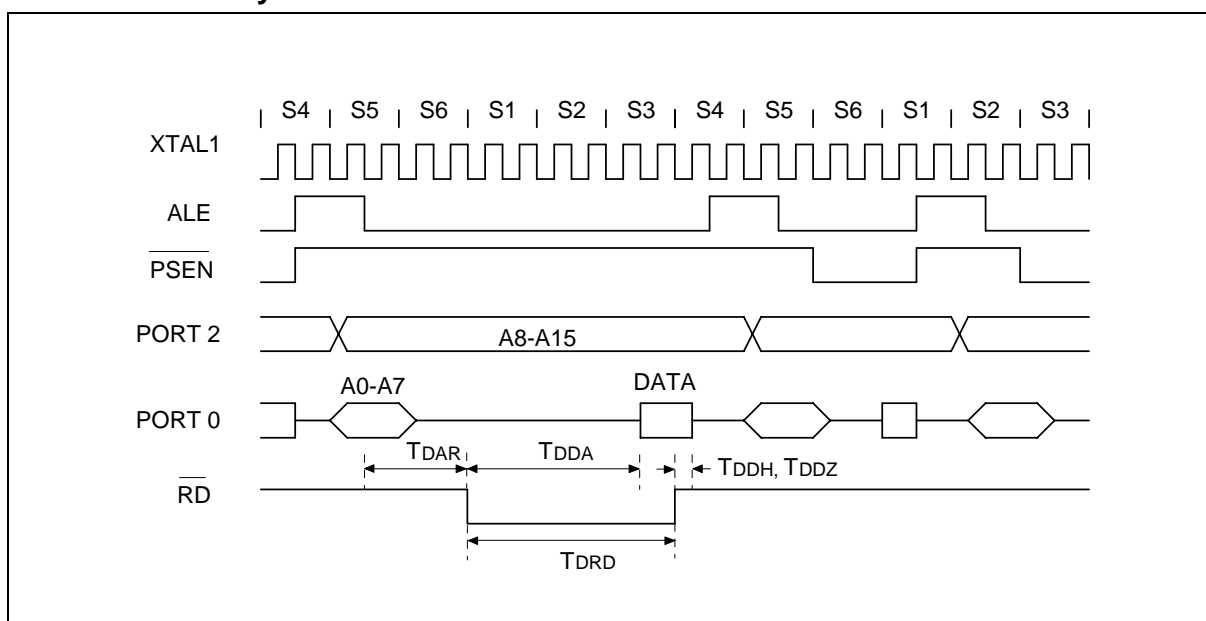 S4 S5 S6 S1 S2 S3 S4 S5 S6 S1 S2 S3
XTAL1
ALE
PSEN
PORT 2
A8-A15
A0-A7
DATA
PORT 0
TDAR
TDDA
TDDH, TDDZ
RD
TDRD